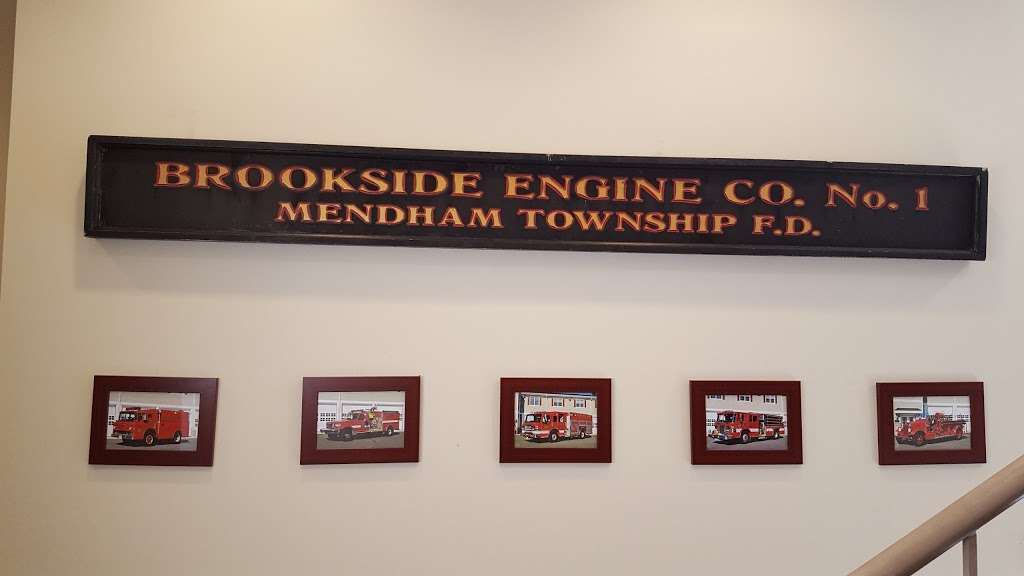 BROOKSIDE ENGINE CO. No. 1
MENDHAM TOWNSHIP F.D.